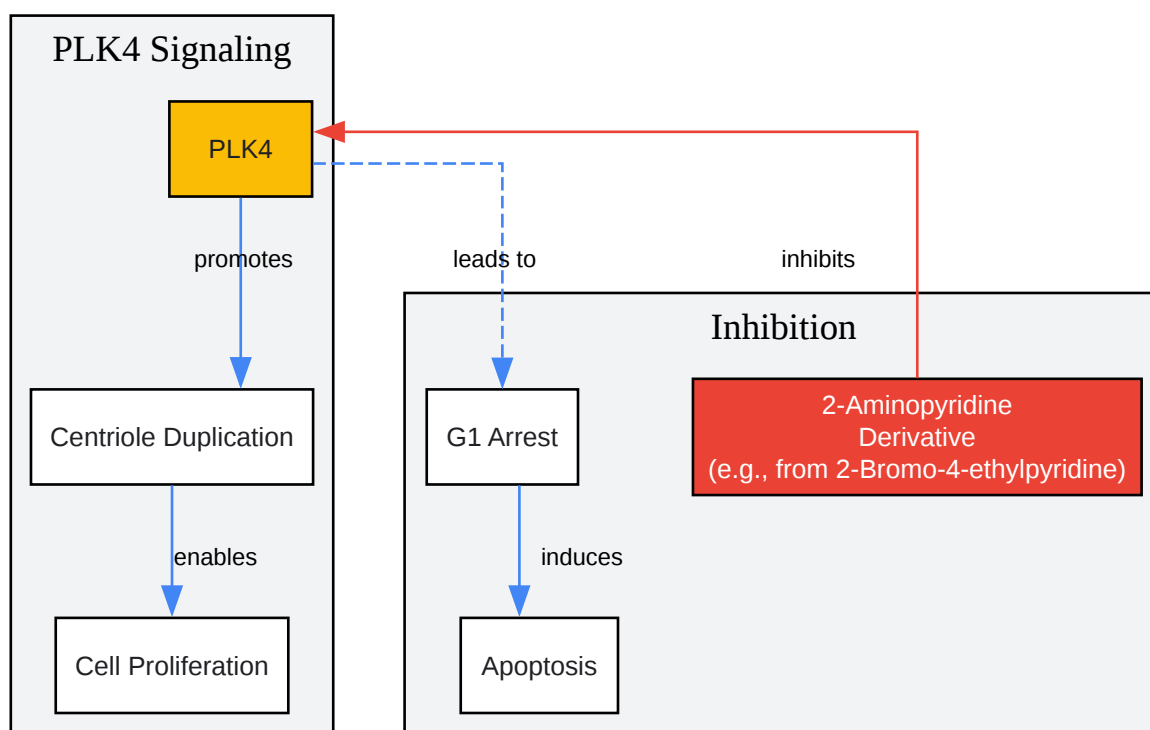 PLK4 Signaling
PLK4
promotes
leads to
inhibits
Inhibition
2-Aminopyridine
Derivative
(e.g., from 2-Bromo-4-ethylpyridine)
Centriole Duplication
G1 Arrest
enables
induces
Cell Proliferation
Apoptosis